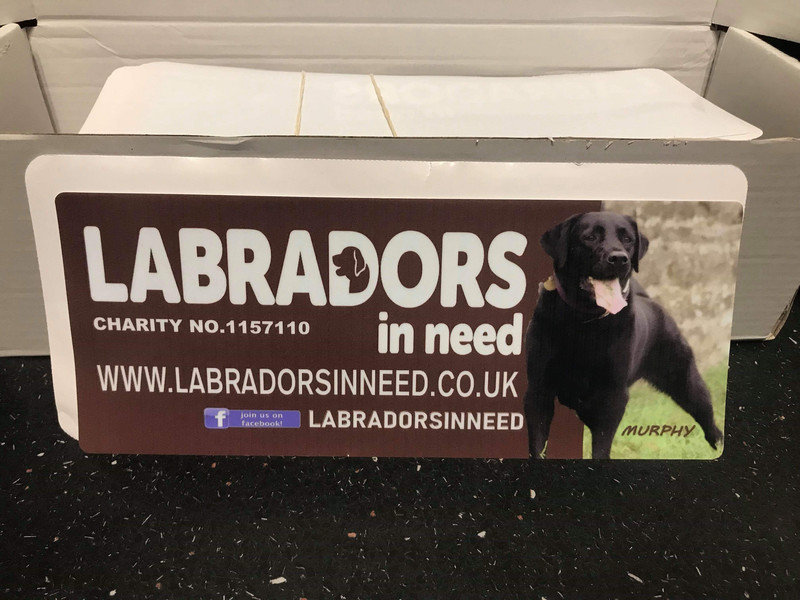 LABRADORS
in need
CHARITY NO.1157110
WWW.LABRADORSINNEED.CO.UK
f join us on
facebook!
LABRADORSINNEED
MURPHY